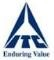 ITC
Enduring Value